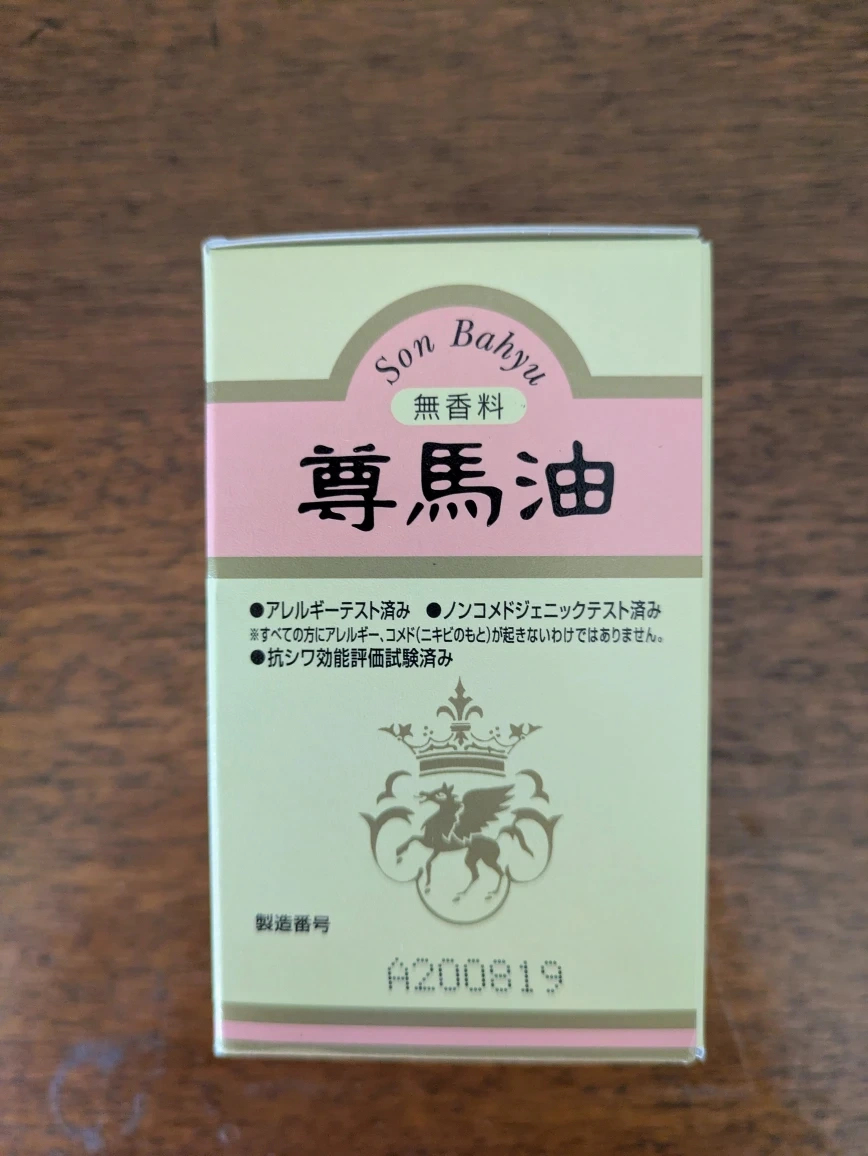 Son Bahyu
無香料
尊馬油
●アレルギーテスト済み ●ノンコメドジェニックテスト済み
※すべての方にアレルギー、コメド(ニキビのもと)が起きないわけではありません。
●抗シワ効能評価試験済み
製造番号
A200819